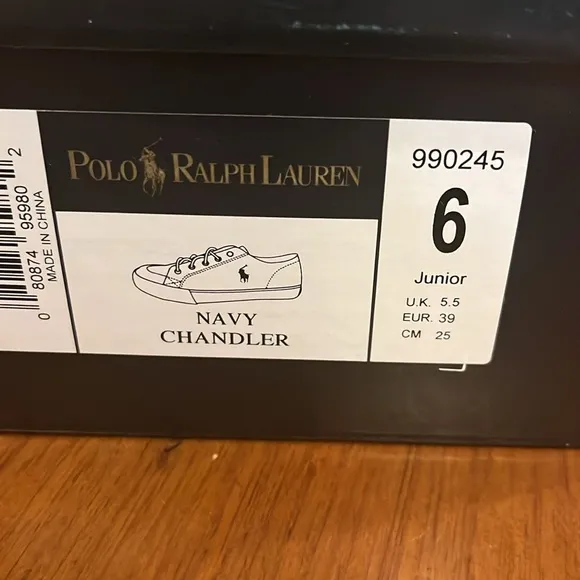 0 80874 95980 2
MADE IN CHINA
POLO RALPH LAUREN
NAVY
CHANDLER
990245
6
Junior
U.K. 5.5
EUR. 39
CM 25